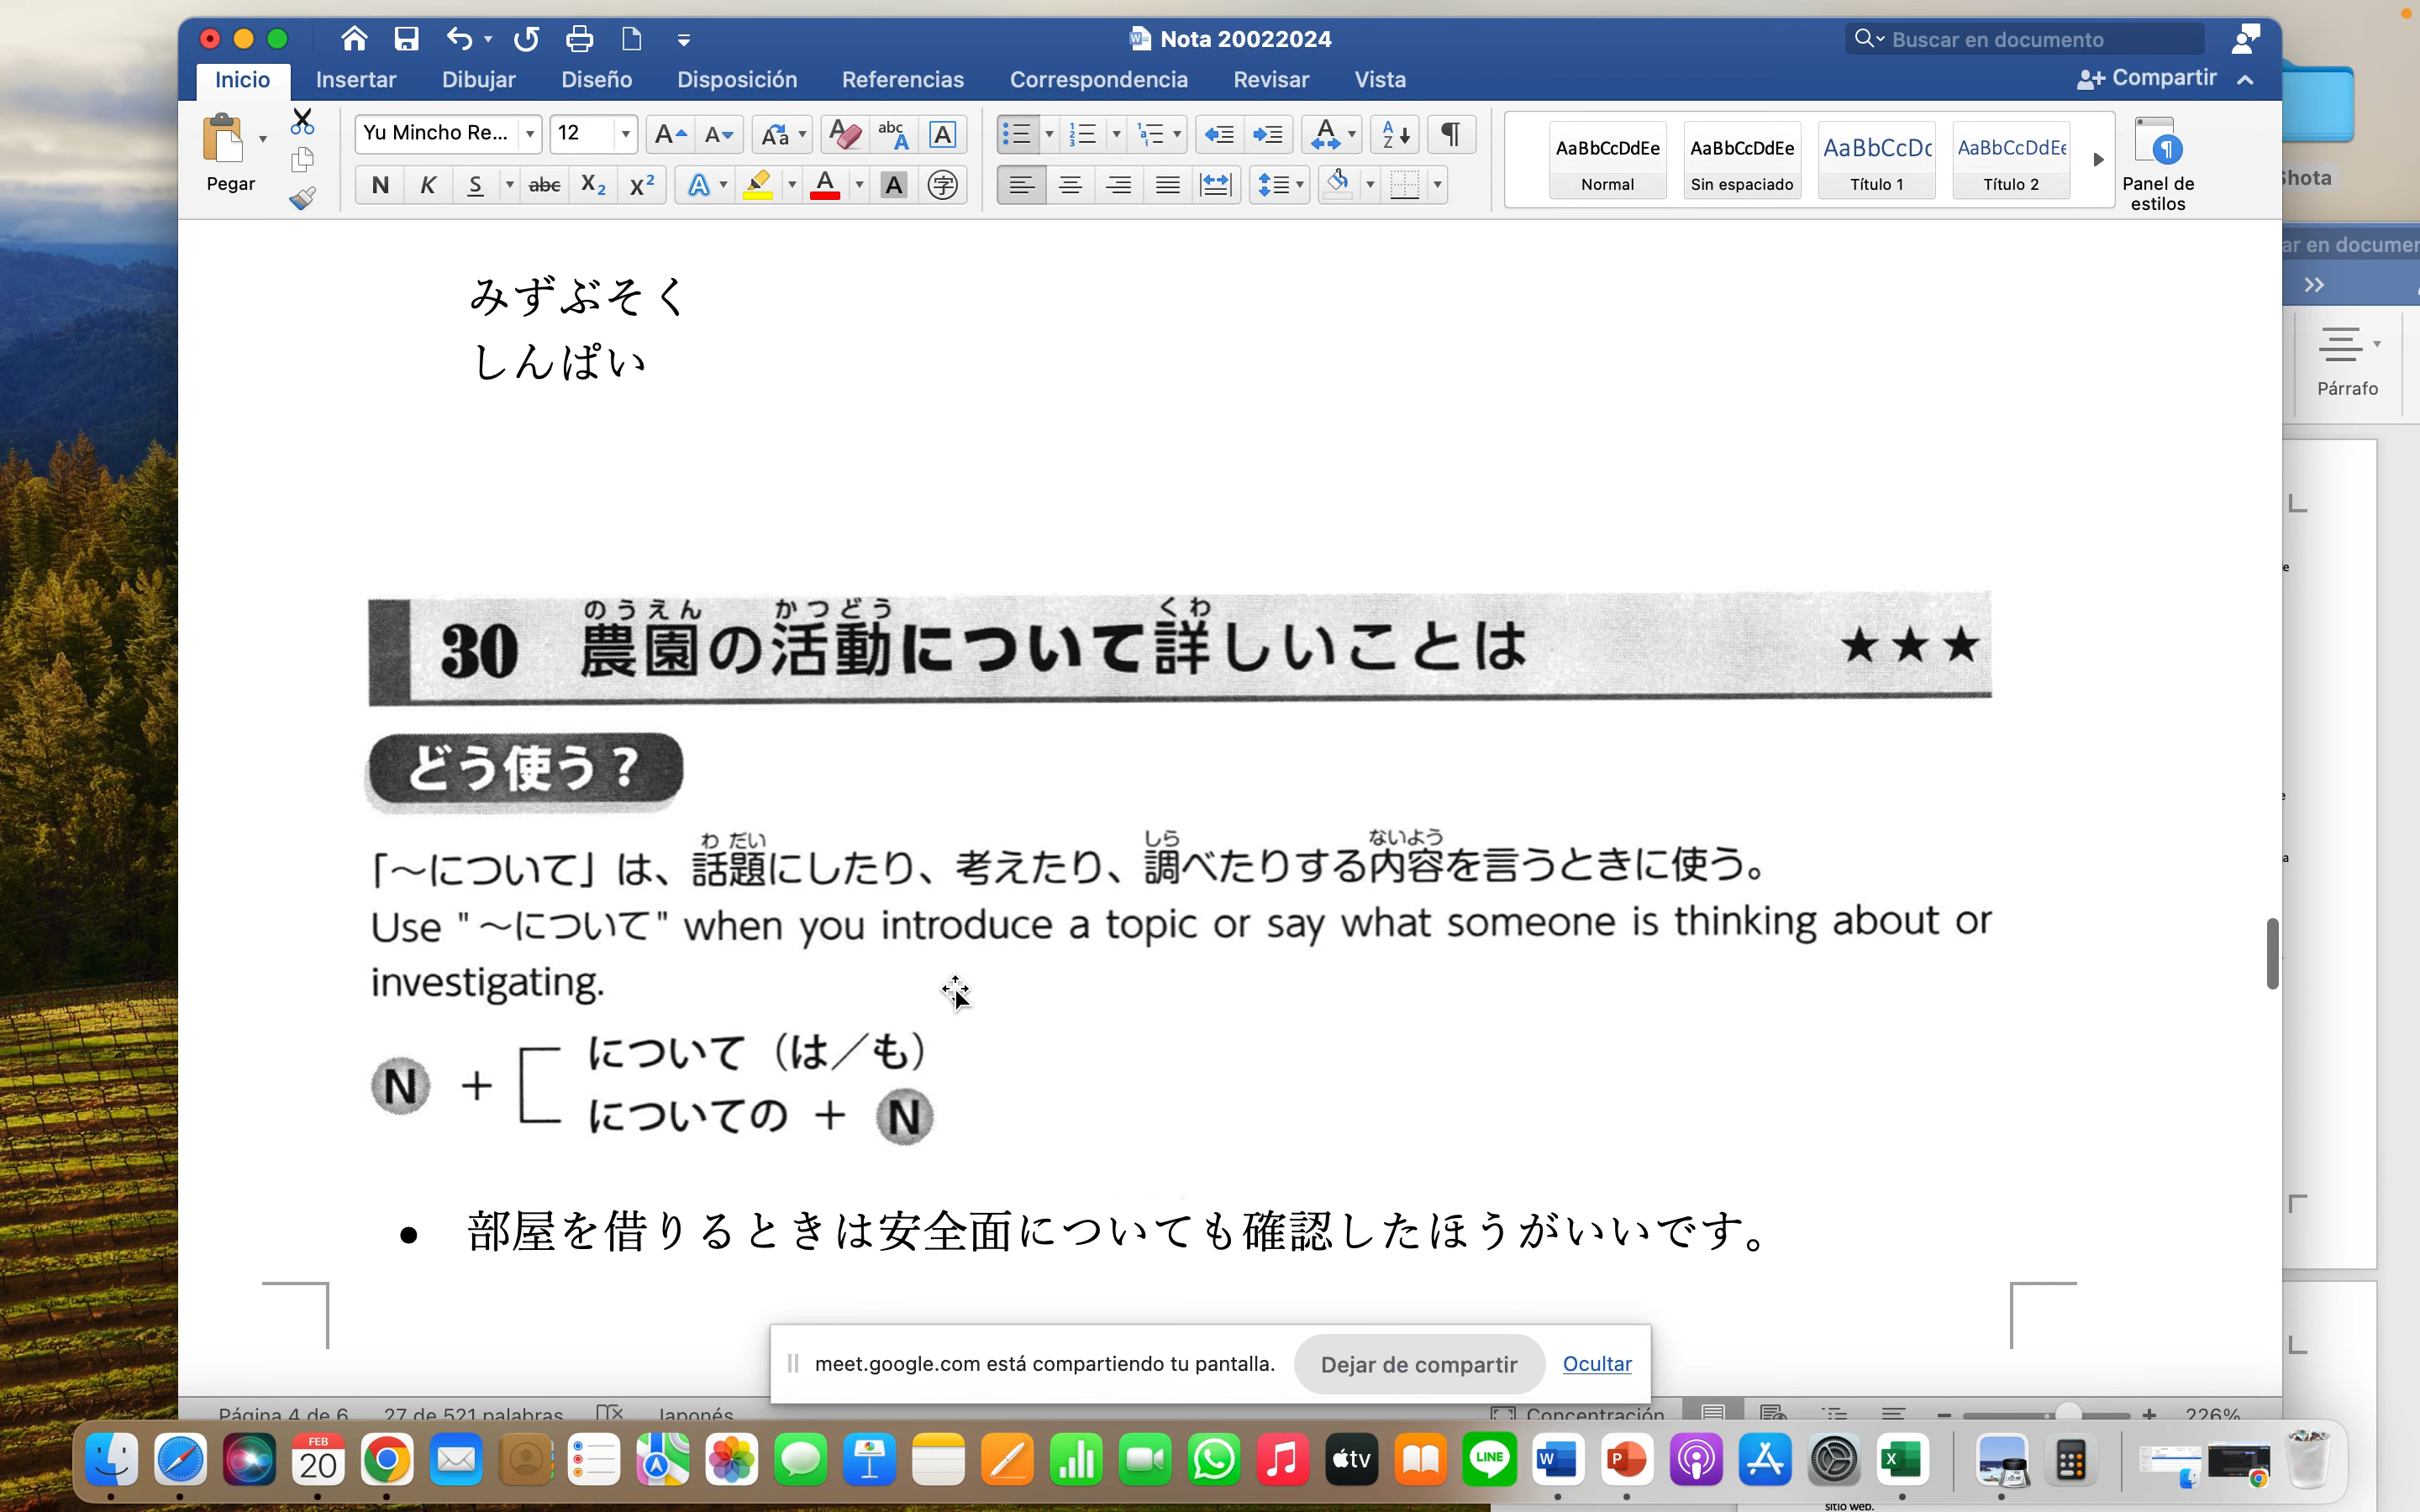 Nota 20022024
Buscar en documento
Inicio Insertar Dibujar Diseño Disposición Referencias Correspondencia Revisar Vista
Compartir
Pegar
Yu Mincho Re... 12
AaBbCcDdEe AaBbCcDdEe AaBbCcDc AaBbCcDdEe
Normal Sin espaciado Título 1 Título 2
Panel de estilos
Shota
ar en documen
Párrafo
みずぶそく
しんぱい
のうえん かつどう くわ
30 農園の活動について詳しいことは ★★★
どう使う?
わ だい しら ないよう
「~について」は、話題にしたり、考えたり、調べたりする内容を言うときに使う。
Use "~について" when you introduce a topic or say what someone is thinking about or
investigating.
N + について(は/も)
についての + N
• 部屋を借りるときは安全面についても確認したほうがいいです。
meet.google.com está compartiendo tu pantalla. Dejar de compartir Ocultar
Página 4 de 6 27 de 521 palabras Japonés Concentración 226%
FEB
20
tv
LINE
sitio web.